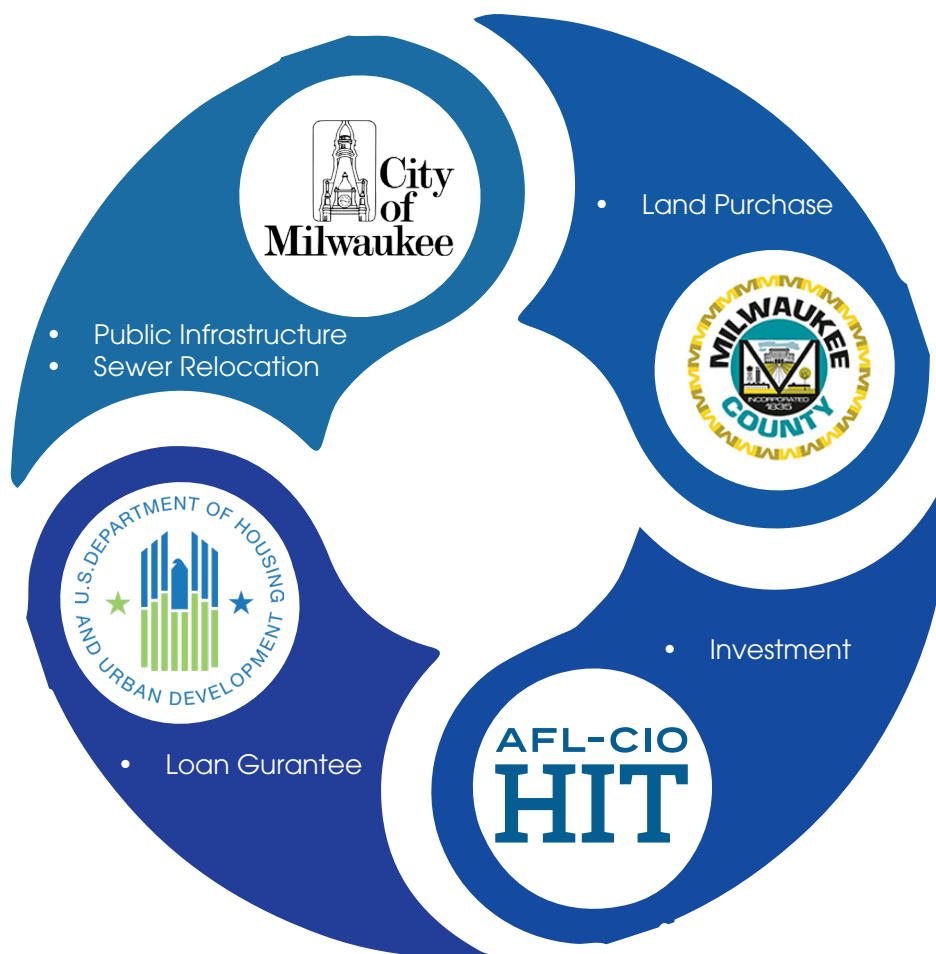 City
of
Milwaukee
• Public Infrastructure
• Sewer Relocation
• Land Purchase
MILWAUKEE
INCORPORATED
1835
COUNTY
• Investment
AFL-CIO
HIT
U.S. DEPARTMENT OF HOUSING
AND URBAN DEVELOPMENT
• Loan Gurantee